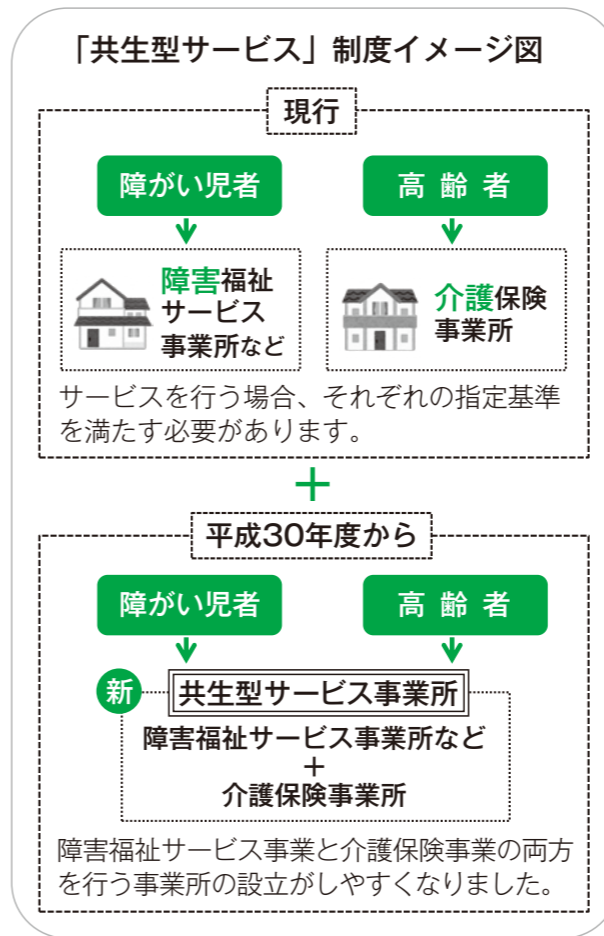 「共生型サービス」制度イメージ図
現行
障がい児者
高齢者
障害福祉
サービス
事業所など
介護保険
事業所
サービスを行う場合、それぞれの指定基準
を満たす必要があります。
+
平成30年度から
障がい児者
高齢者
新
共生型サービス事業所
障害福祉サービス事業所など
+
介護保険事業所
障害福祉サービス事業と介護保険事業の両方
を行う事業所の設立がしやすくなりました。